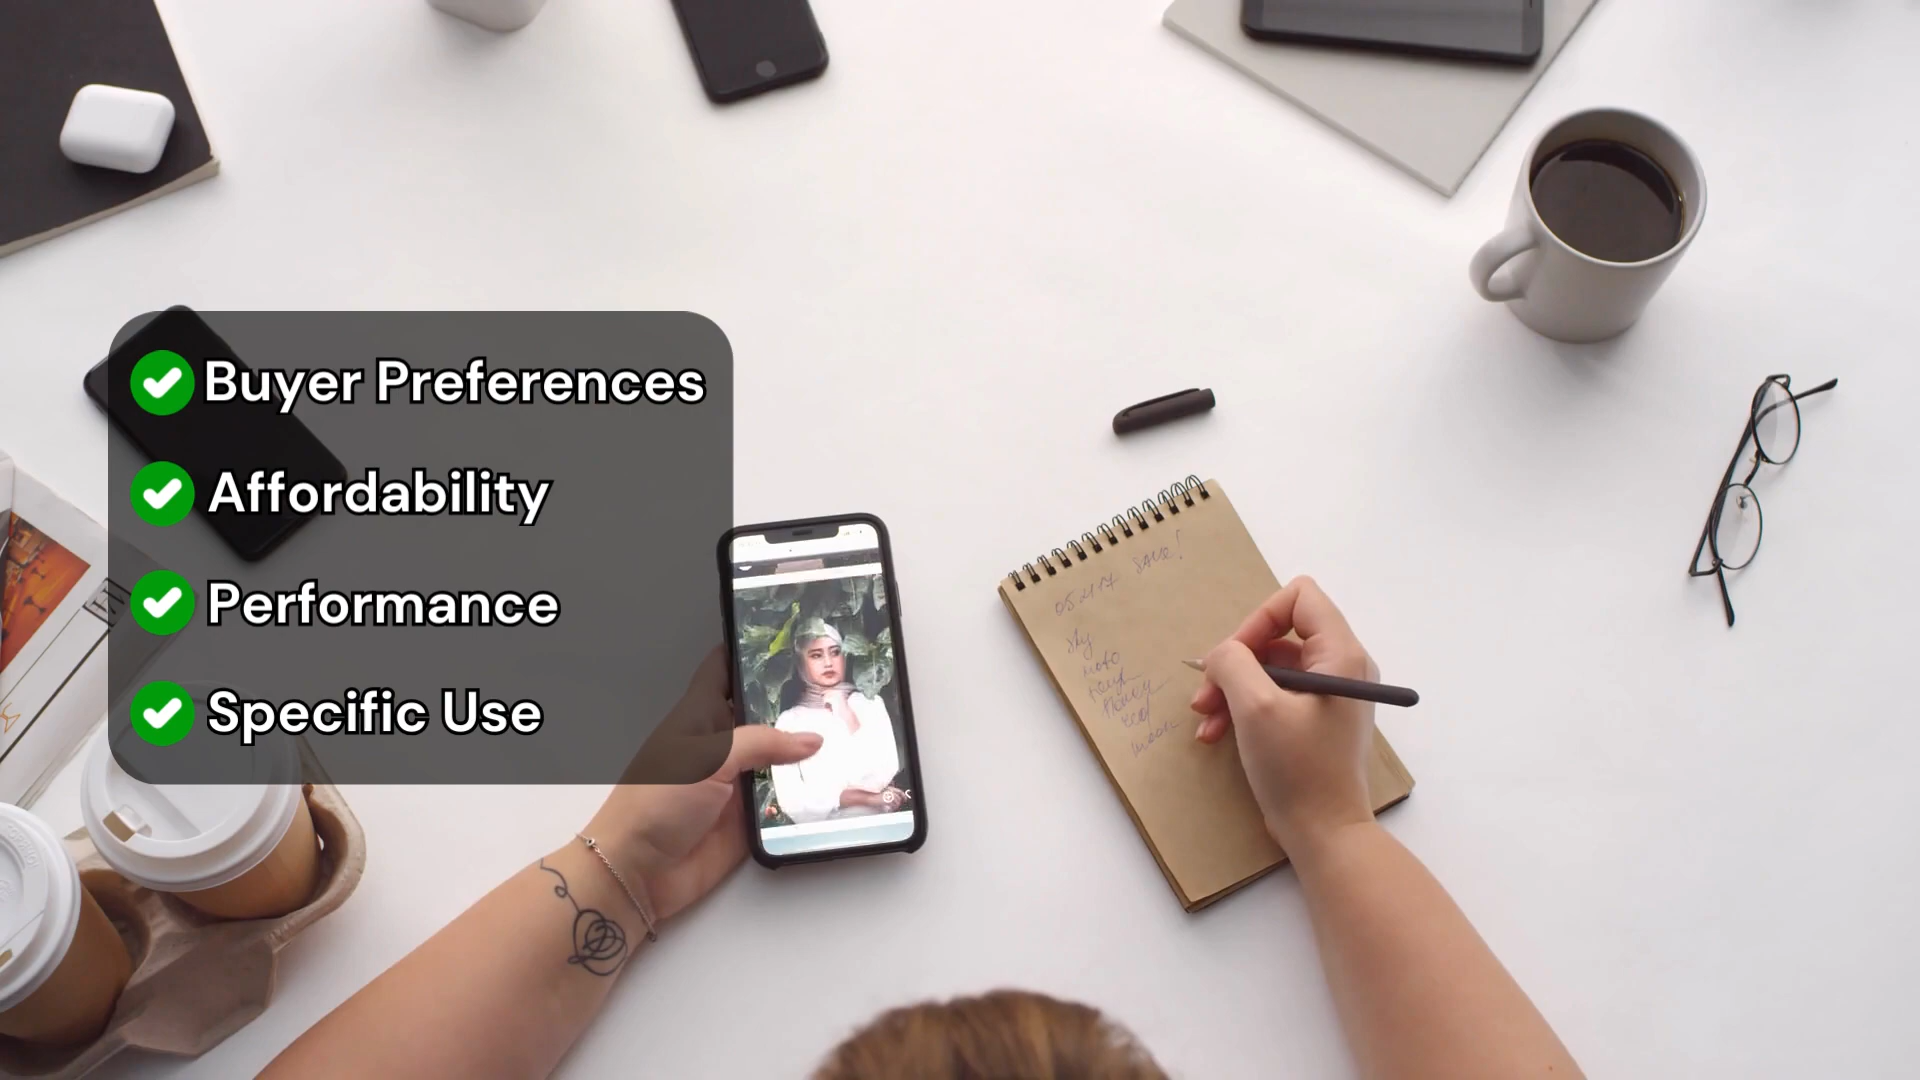 Buyer Preferences
Affordability
Performance
Specific Use